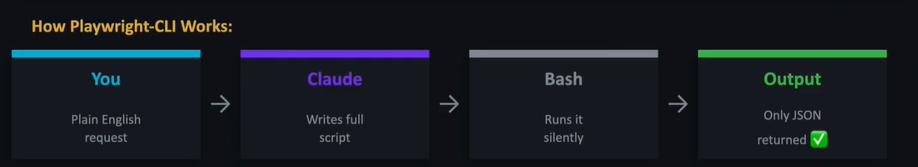 How Playwright-CLI Works:
You
Plain English
request
→
Claude
Writes full
script
→
Bash
Runs it
silently
→
Output
Only JSON
returned ✅